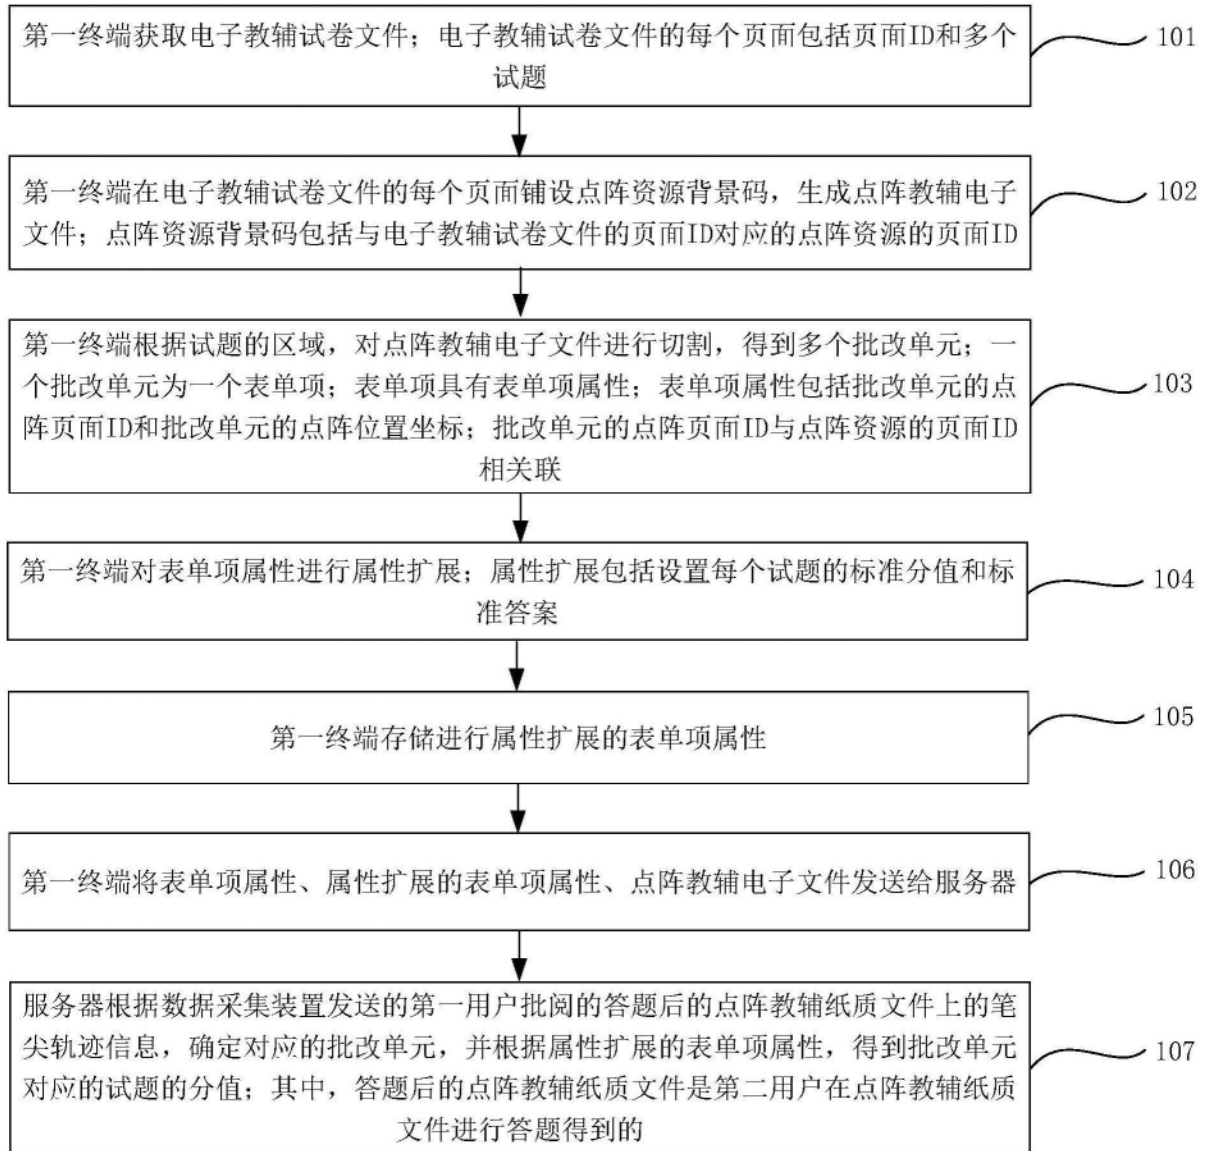 第一终端获取电子教辅试卷文件；电子教辅试卷文件的每个页面包括页面ID和多个
试题
101
第一终端在电子教辅试卷文件的每个页面铺设点阵资源背景码，生成点阵教辅电子
文件；点阵资源背景码包括与电子教辅试卷文件的页面ID对应的点阵资源的页面ID
102
第一终端根据试题的区域，对点阵教辅电子文件进行切割，得到多个批改单元；一
个批改单元为一个表单项；表单项具有表单项属性；表单项属性包括批改单元的点
阵页面ID和批改单元的点阵位置坐标；批改单元的点阵页面ID与点阵资源的页面ID
相关联
103
第一终端对表单项属性进行属性扩展；属性扩展包括设置每个试题的标准分值和标
准答案
104
第一终端存储进行属性扩展的表单项属性
105
第一终端将表单项属性、属性扩展的表单项属性、点阵教辅电子文件发送给服务器
106
服务器根据数据采集装置发送的第一用户批阅的答题后的点阵教辅纸质文件上的笔
尖轨迹信息，确定对应的批改单元，并根据属性扩展的表单项属性，得到批改单元
对应的试题的分值；其中，答题后的点阵教辅纸质文件是第二用户在点阵教辅纸质
文件进行答题得到的
107